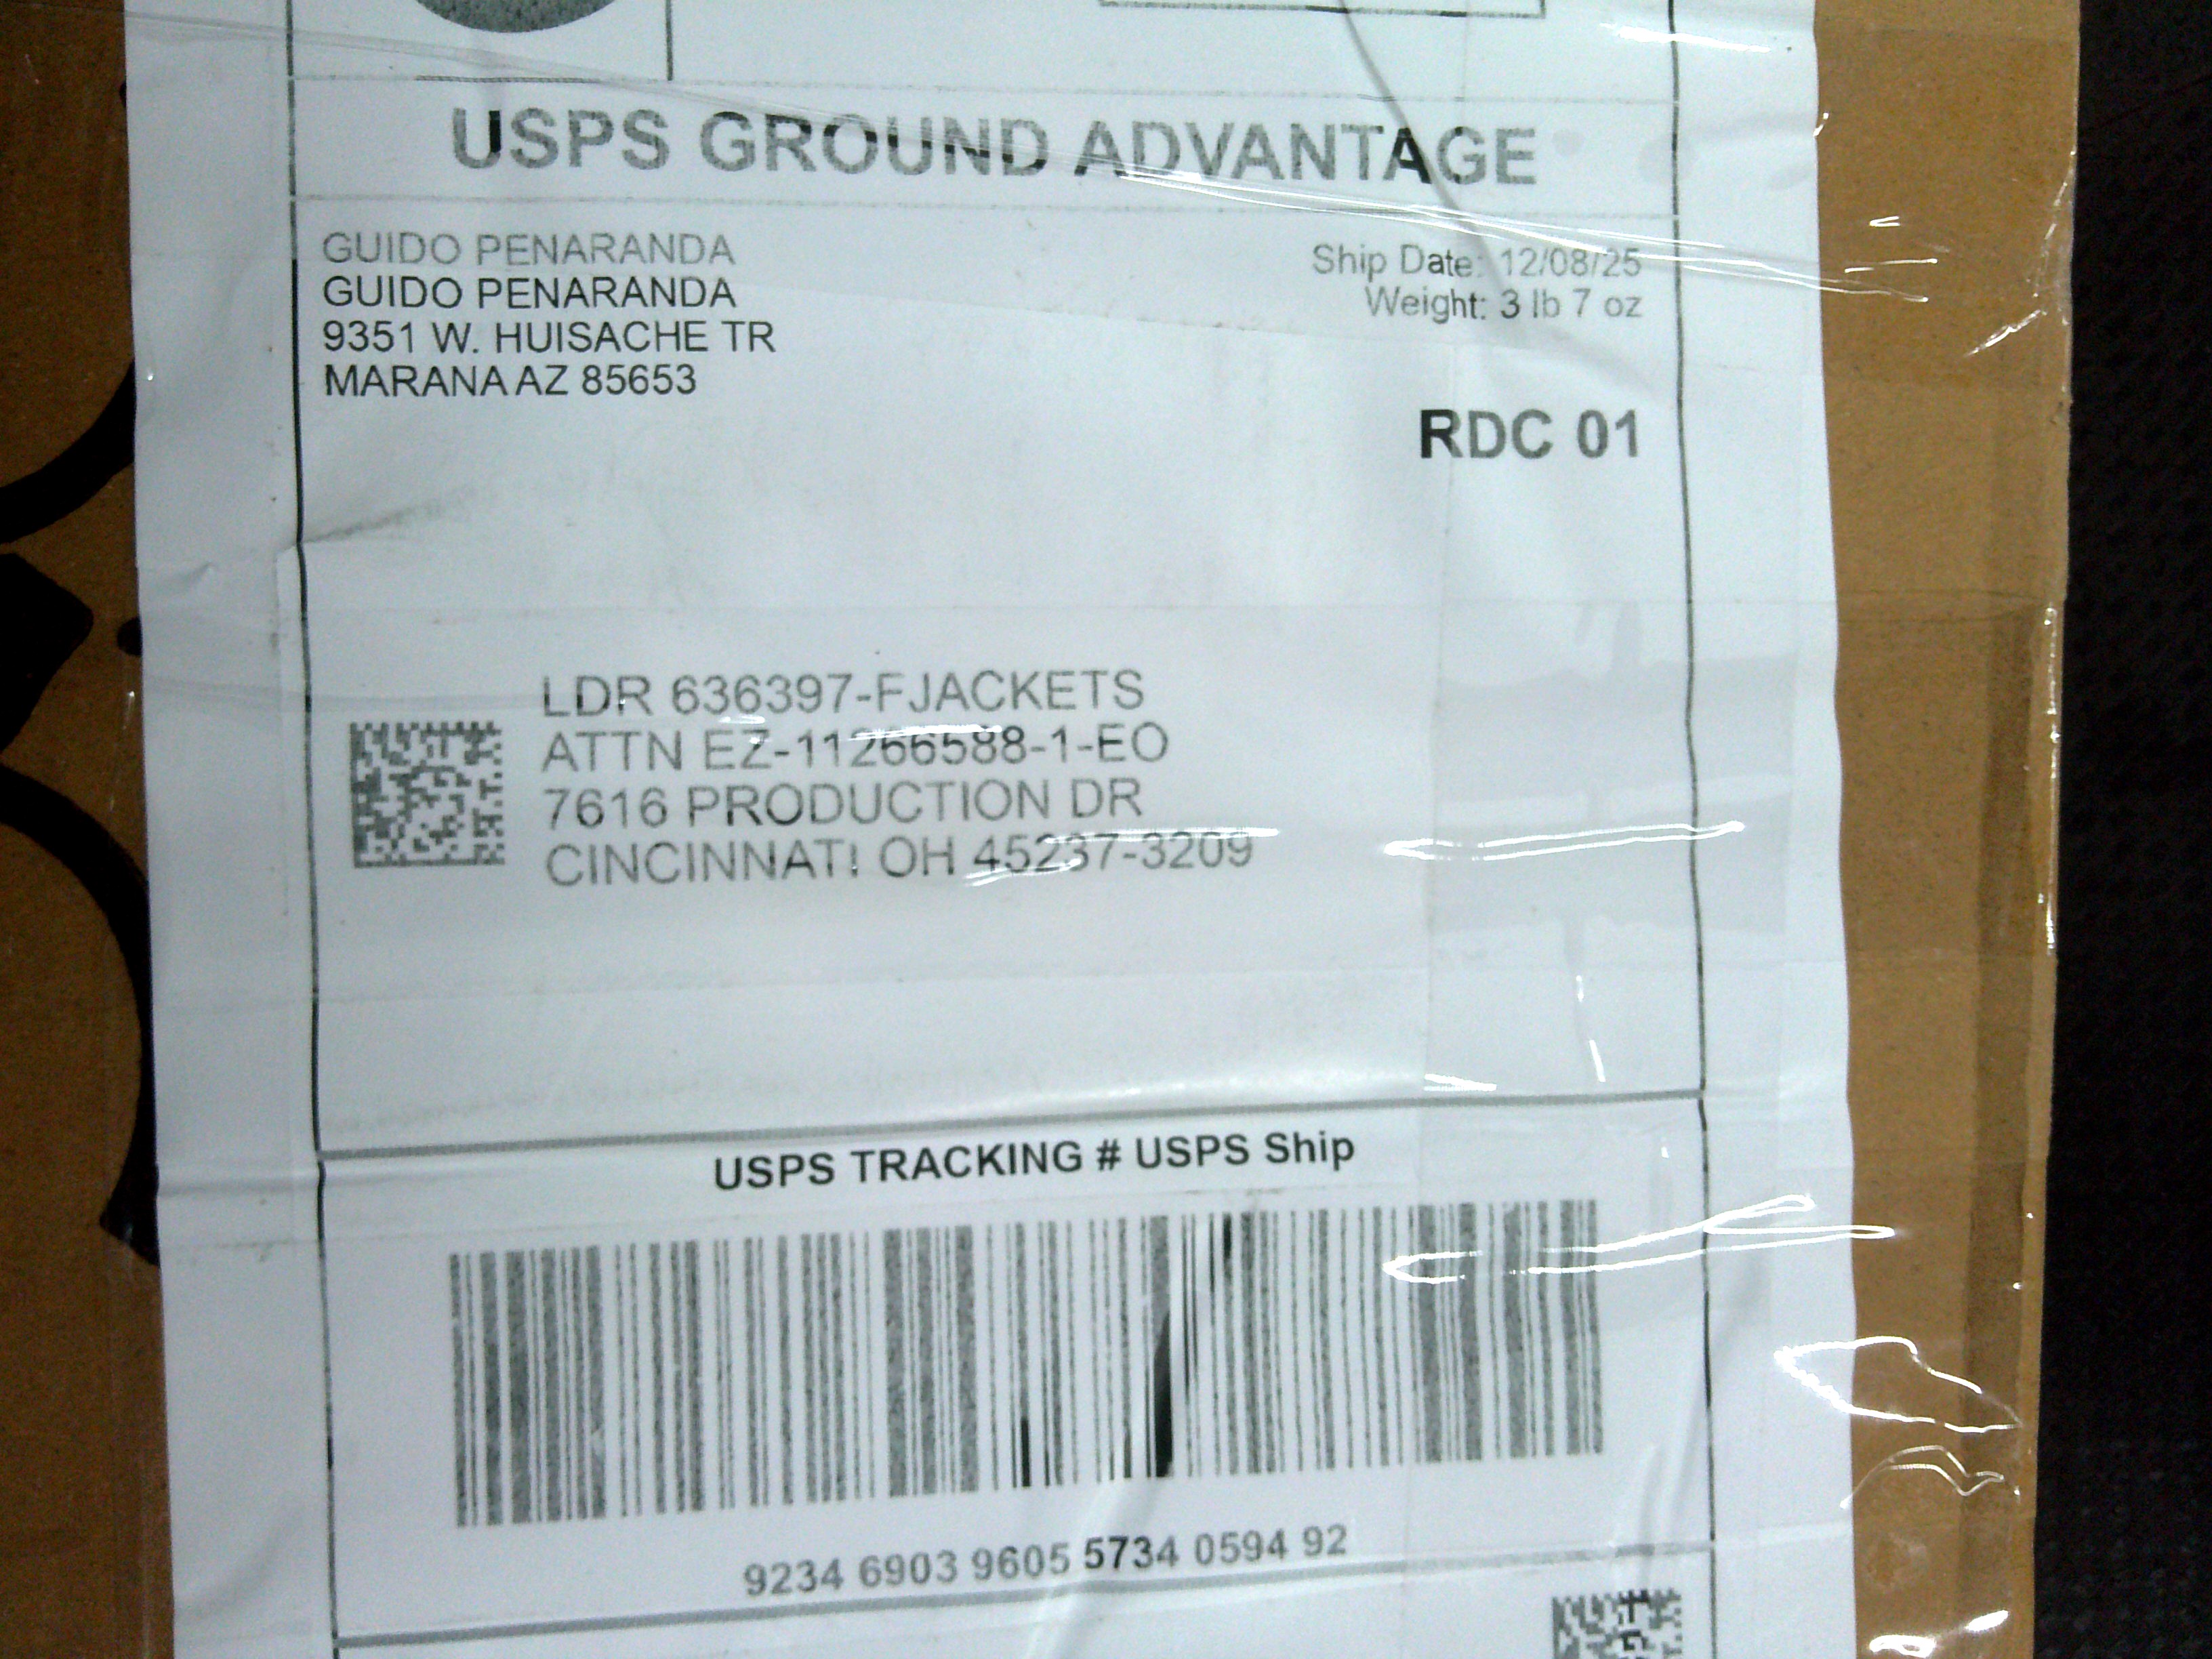 USPS GROUND ADVANTAGE
GUIDO PENARANDA
GUIDO PENARANDA
9351 W. HUISACHE TR
MARANA AZ 85653
Ship Date: 12/08/25
Weight: 3 lb 7 oz
RDC 01
LDR 636397-FJACKETS
ATTN EZ-11266588-1-EO
7616 PRODUCTION DR
CINCINNATI OH 45237-3209
USPS TRACKING # USPS Ship
9234 6903 9605 5734 0594 92